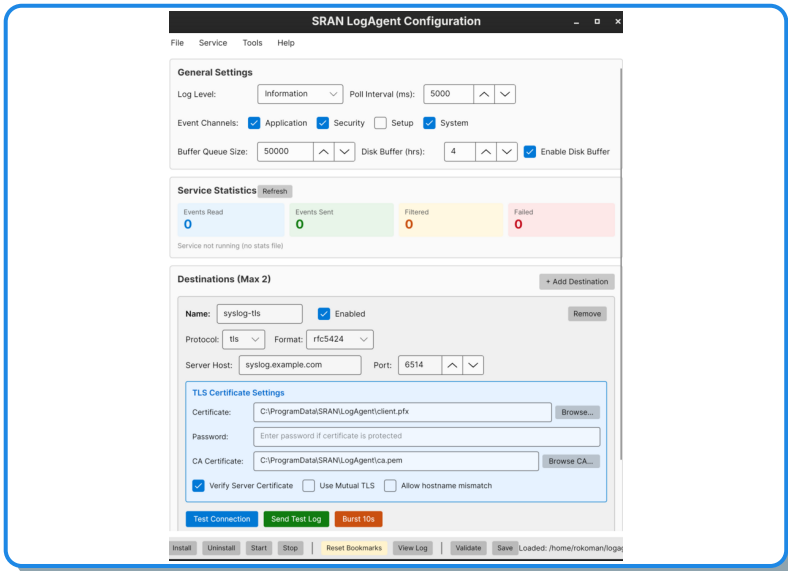 SRAN LogAgent Configuration
File Service Tools Help
General Settings
Log Level: Information Poll Interval (ms): 5000
Event Channels: Application Security Setup System
Buffer Queue Size: 50000 Disk Buffer (hrs): 4 Enable Disk Buffer
Service Statistics Refresh
Events Read Events Sent Filtered Failed
0 0 0 0
Service not running (no stats file)
Destinations (Max 2) + Add Destination
Name: syslog-tls Enabled Remove
Protocol: tls Format: rfc5424
Server Host: syslog.example.com Port: 6514
TLS Certificate Settings
Certificate: C:\ProgramData\SRAN\LogAgent\client.pfx Browse...
Password: Enter password if certificate is protected
CA Certificate: C:\ProgramData\SRAN\LogAgent\ca.pem Browse CA...
Verify Server Certificate Use Mutual TLS Allow hostname mismatch
Test Connection Send Test Log Burst 10s
Install Uninstall Start Stop Reset Bookmarks View Log Validate Save Loaded: /home/rokoman/loga